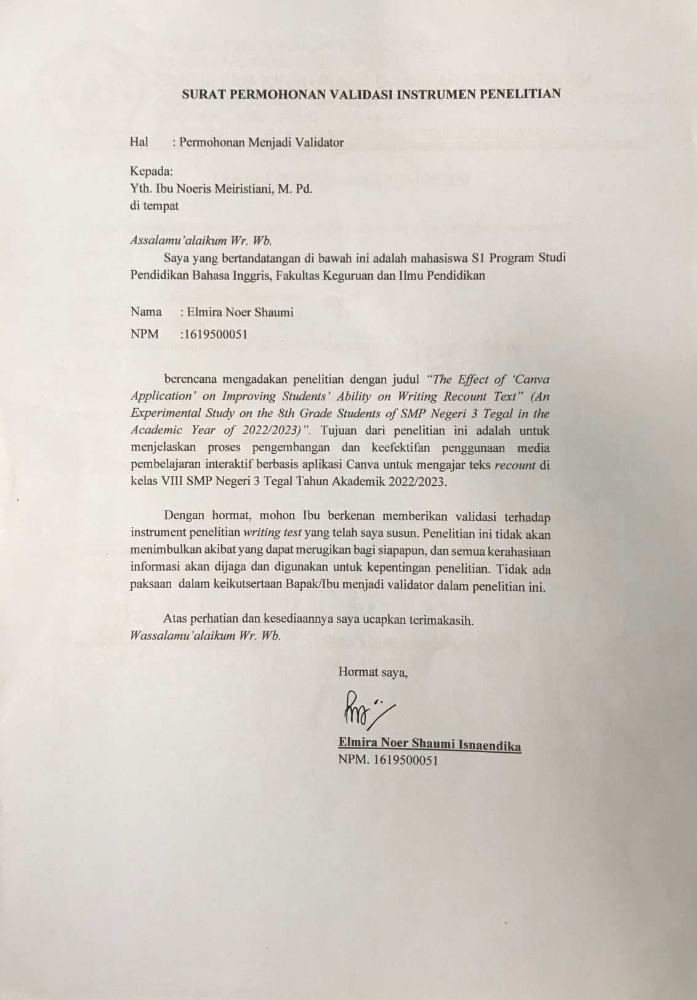 SURAT PERMOHONAN VALIDASI INSTRUMEN PENELITIAN
Hal : Permohonan Menjadi Validator
Kepada:
Yth. Ibu Noeris Meiristiani, M. Pd.
di tempat
Assalamu’alaikum Wr. Wb.
Saya yang bertandatangan di bawah ini adalah mahasiswa S1 Program Studi
Pendidikan Bahasa Inggris, Fakultas Keguruan dan Ilmu Pendidikan
Nama : Elmira Noer Shaumi
NPM :1619500051
berencana mengadakan penelitian dengan judul “The Effect of ‘Canva
Application’ on Improving Students’ Ability on Writing Recount Text” (An
Experimental Study on the 8th Grade Students of SMP Negeri 3 Tegal in the
Academic Year of 2022/2023)”. Tujuan dari penelitian ini adalah untuk
menjelaskan proses pengembangan dan keefektifan penggunaan media
pembelajaran interaktif berbasis aplikasi Canva untuk mengajar teks recount di
kelas VIII SMP Negeri 3 Tegal Tahun Akademik 2022/2023.
Dengan hormat, mohon Ibu berkenan memberikan validasi terhadap
instrument penelitian writing test yang telah saya susun. Penelitian ini tidak akan
menimbulkan akibat yang dapat merugikan bagi siapapun, dan semua kerahasiaan
informasi akan dijaga dan digunakan untuk kepentingan penelitian. Tidak ada
paksaan dalam keikutsertaan Bapak/Ibu menjadi validator dalam penelitian ini.
Atas perhatian dan kesediaannya saya ucapkan terimakasih.
Wassalamu’alaikum Wr. Wb.
Hormat saya,
Elmira Noer Shaumi Isnaendika
NPM. 1619500051